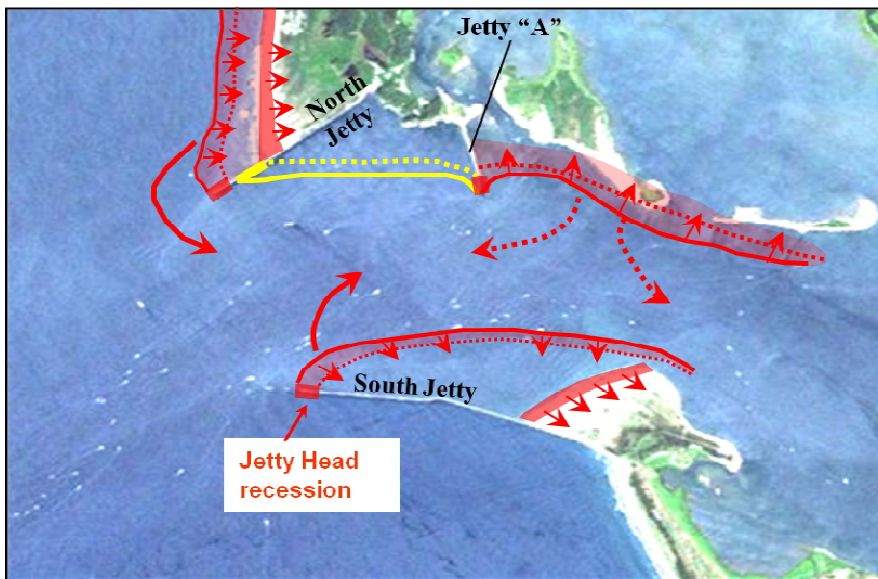 Jetty “A”
North
Jetty
South Jetty
Jetty Head
recession